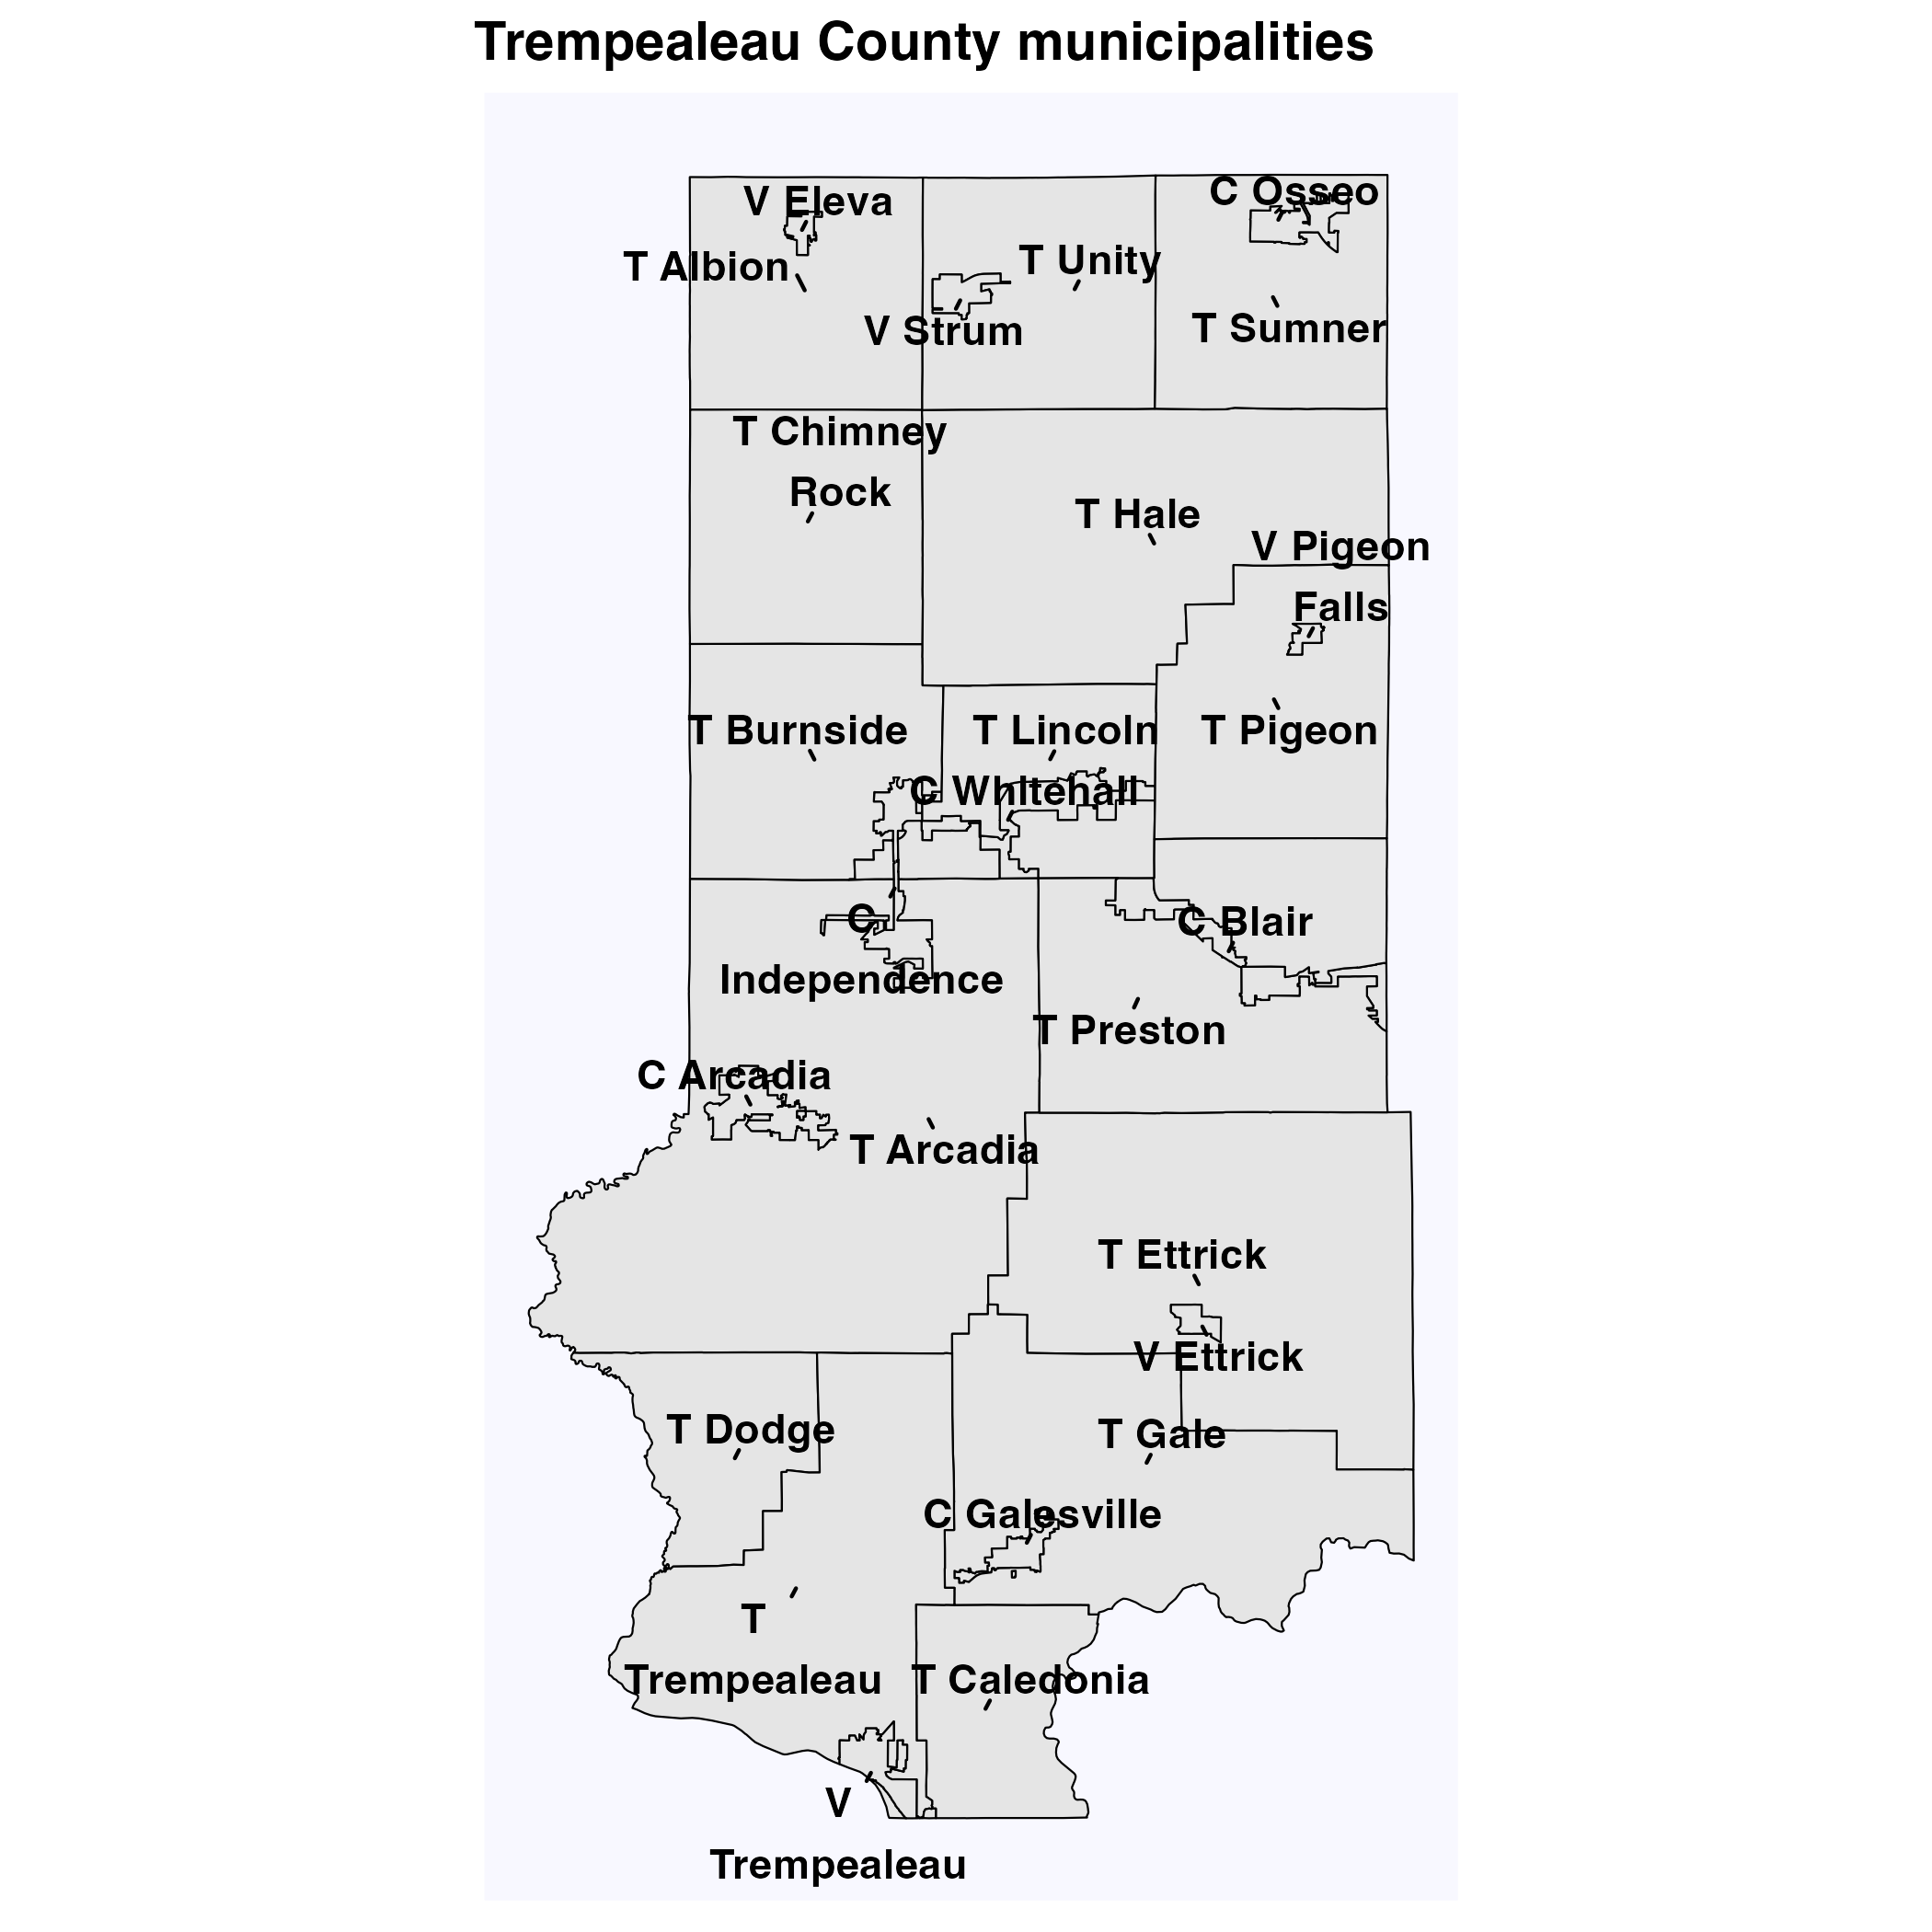 Trempealeau County municipalities
V Eleva
C Osseo
T Albion
T Unity
V Strum
T Sumner
T Chimney
Rock
T Hale
V Pigeon
Falls
T Burnside
T Lincoln
T Pigeon
C Whitehall
C
Independence
C Blair
T Preston
C Arcadia
T Arcadia
T Ettrick
V Ettrick
T Dodge
T Gale
C Galesville
T
Trempealeau
T Caledonia
V
Trempealeau